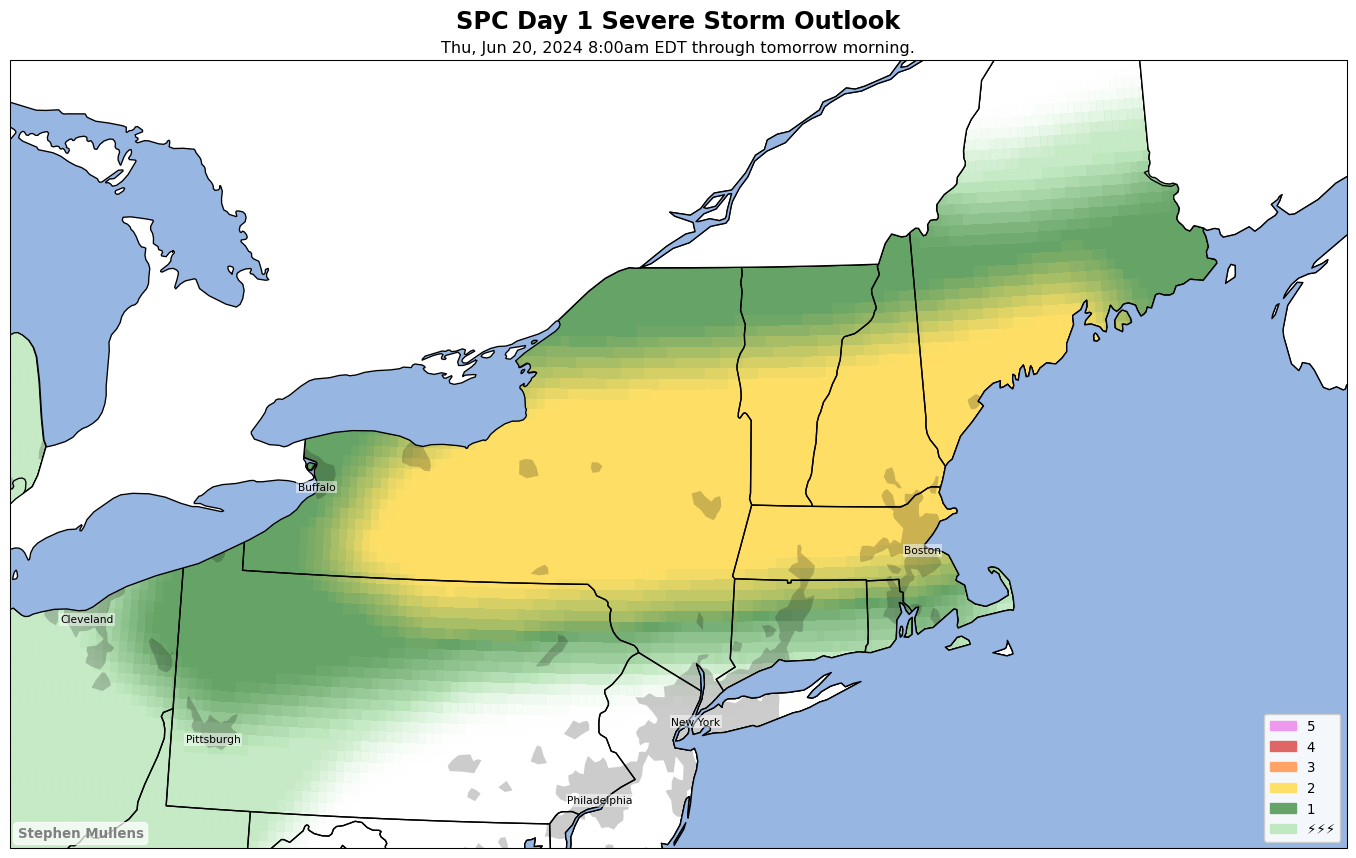 SPC Day 1 Severe Storm Outlook
Thu, Jun 20, 2024 8:00am EDT through tomorrow morning.
Buffalo
Boston
Cleveland
New York
Pittsburgh
Philadelphia
5
4
3
2
1
⚡⚡⚡
Stephen Mullens